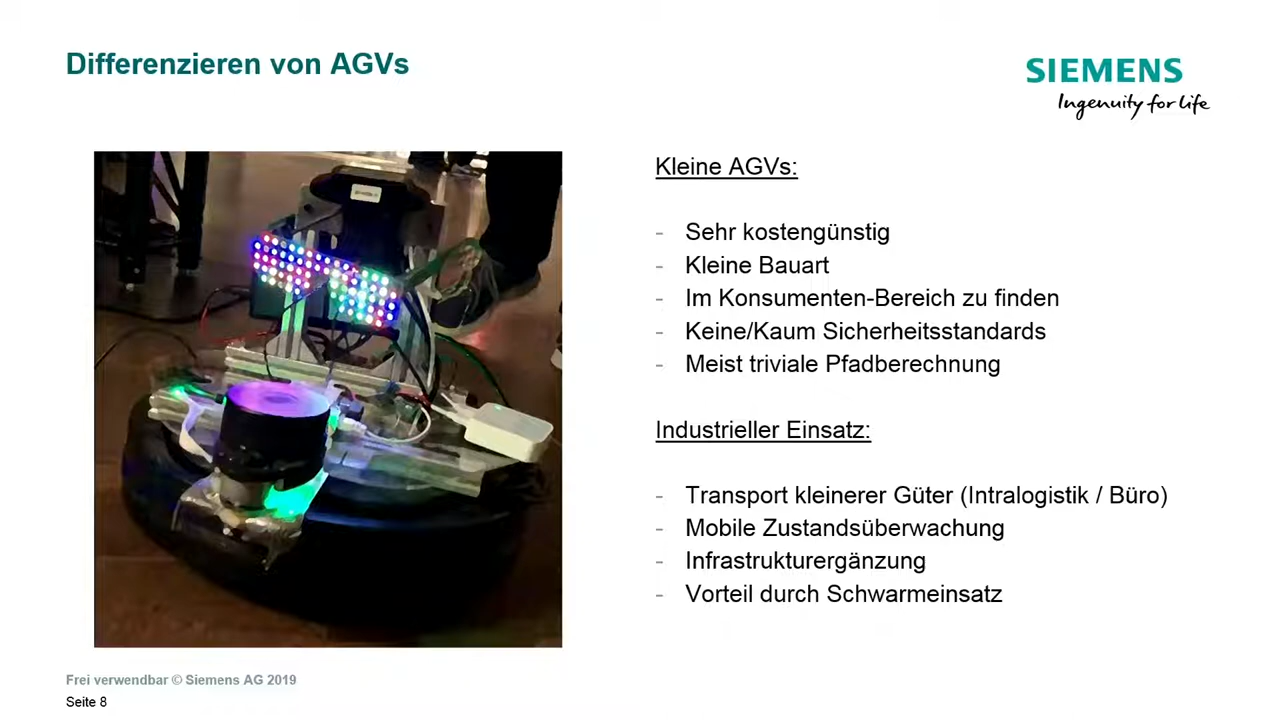 Differenzieren von AGVs
SIEMENS
Ingenuity for life
Kleine AGVs:
- Sehr kostengünstig
- Kleine Bauart
- Im Konsumenten-Bereich zu finden
- Keine/Kaum Sicherheitsstandards
- Meist triviale Pfadberechnung
Industrieller Einsatz:
- Transport kleinerer Güter (Intralogistik / Büro)
- Mobile Zustandsüberwachung
- Infrastrukturergänzung
- Vorteil durch Schwarmeinsatz
Frei verwendbar © Siemens AG 2019
Seite 8